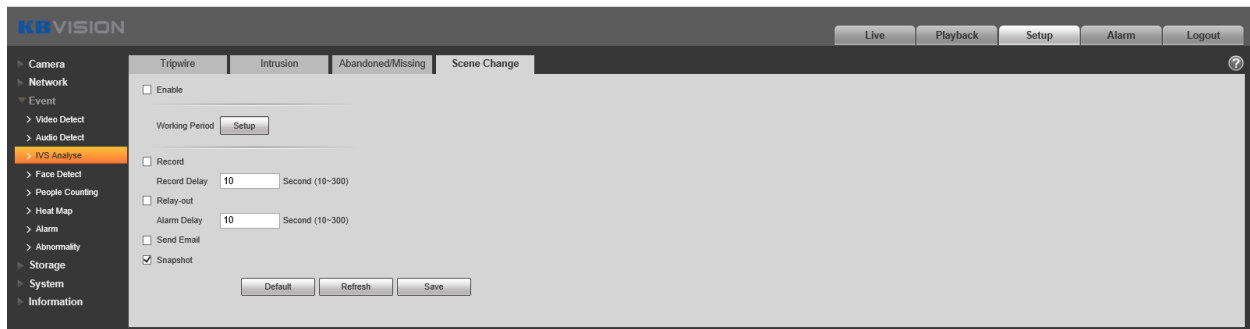 KBVISION
Live Playback Setup Alarm Logout
Camera
Network
Event
Video Detect
Audio Detect
IVS Analyse
Face Detect
People Counting
Heat Map
Alarm
Abnormality
Storage
System
Information
Tripwire Intrusion Abandoned/Missing Scene Change ?
Enable
Working Period Setup
Record
Record Delay 10 Second (10~300)
Relay-out
Alarm Delay 10 Second (10~300)
Send Email
Snapshot
Default Refresh Save